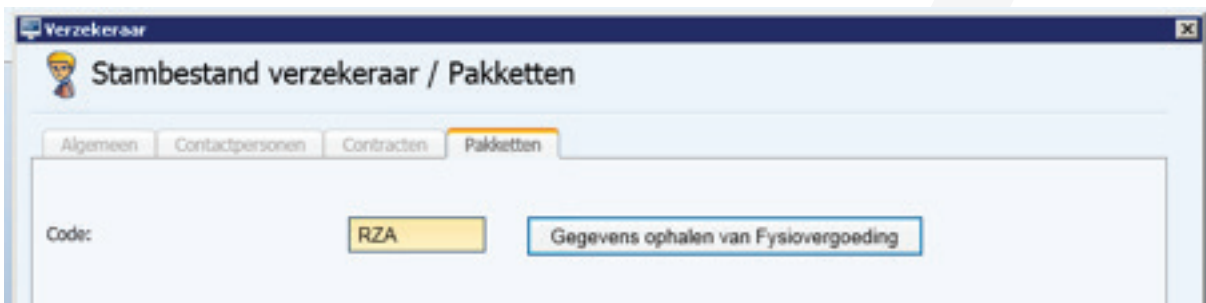 Verzekeraar
Stambestand verzekeraar / Pakketten
Algemeen Contactpersonen Contracten Pakketten
Code: RZA Gegevens ophalen van Fysiovergoeding